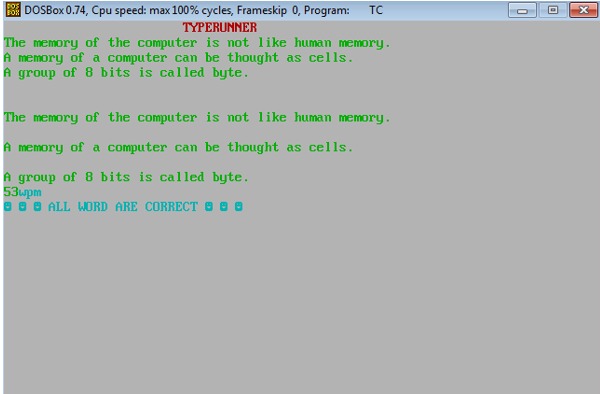 DOSBox 0.74, Cpu speed: max 100% cycles, Frameskip 0, Program: TC
TYPERUNNER
The memory of the computer is not like human memory.
A memory of a computer can be thought as cells.
A group of 8 bits is called byte.
The memory of the computer is not like human memory.
A memory of a computer can be thought as cells.
A group of 8 bits is called byte.
53wpm
ALL WORD ARE CORRECT